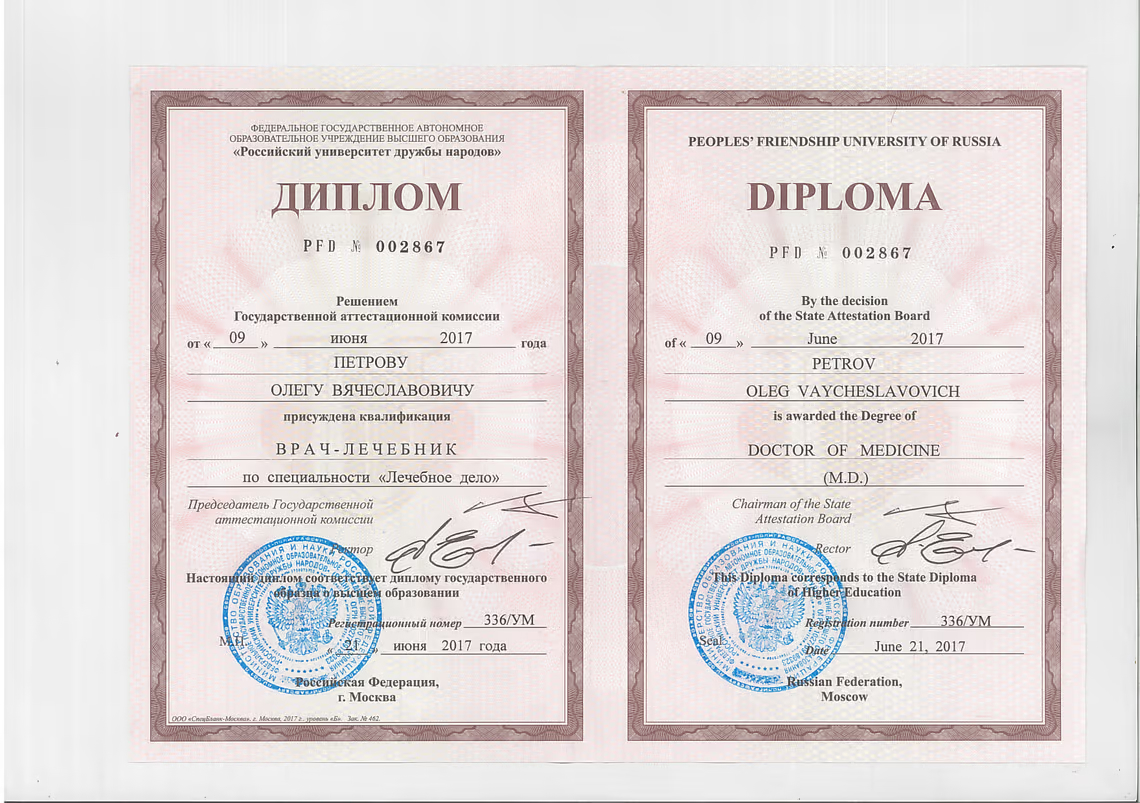 ФЕДЕРАЛЬНОЕ ГОСУДАРСТВЕННОЕ АВТОНОМНОЕ
ОБРАЗОВАТЕЛЬНОЕ УЧРЕЖДЕНИЕ ВЫСШЕГО ОБРАЗОВАНИЯ
«Российский университет дружбы народов»
ДИПЛОМ
PFD № 002867
Решением
Государственной аттестационной комиссии
от « 09 » июня 2017 года
ПЕТРОВУ
ОЛЕГУ ВЯЧЕСЛАВОВИЧУ
присуждена квалификация
ВРАЧ-ЛЕЧЕБНИК
по специальности «Лечебное дело»
Председатель Государственной
аттестационной комиссии
Ректор
Настоящий диплом соответствует диплому государственного
образца о высшем образовании
Регистрационный номер 336/УМ
М.П.
« 21 » июня 2017 года
Российская Федерация,
г. Москва
ООО «СпецБланк-Москва», г. Москва, 2017 г., уровень «Б». Зак. № 462.
PEOPLES' FRIENDSHIP UNIVERSITY OF RUSSIA
DIPLOMA
PFD № 002867
By the decision
of the State Attestation Board
of « 09 » June 2017
PETROV
OLEG VAYCHESLAVOVICH
is awarded the Degree of
DOCTOR OF MEDICINE
(M.D.)
Chairman of the State
Attestation Board
Rector
This Diploma corresponds to the State Diploma
of Higher Education
Registration number 336/УМ
Seal
Date June 21, 2017
Russian Federation,
Moscow